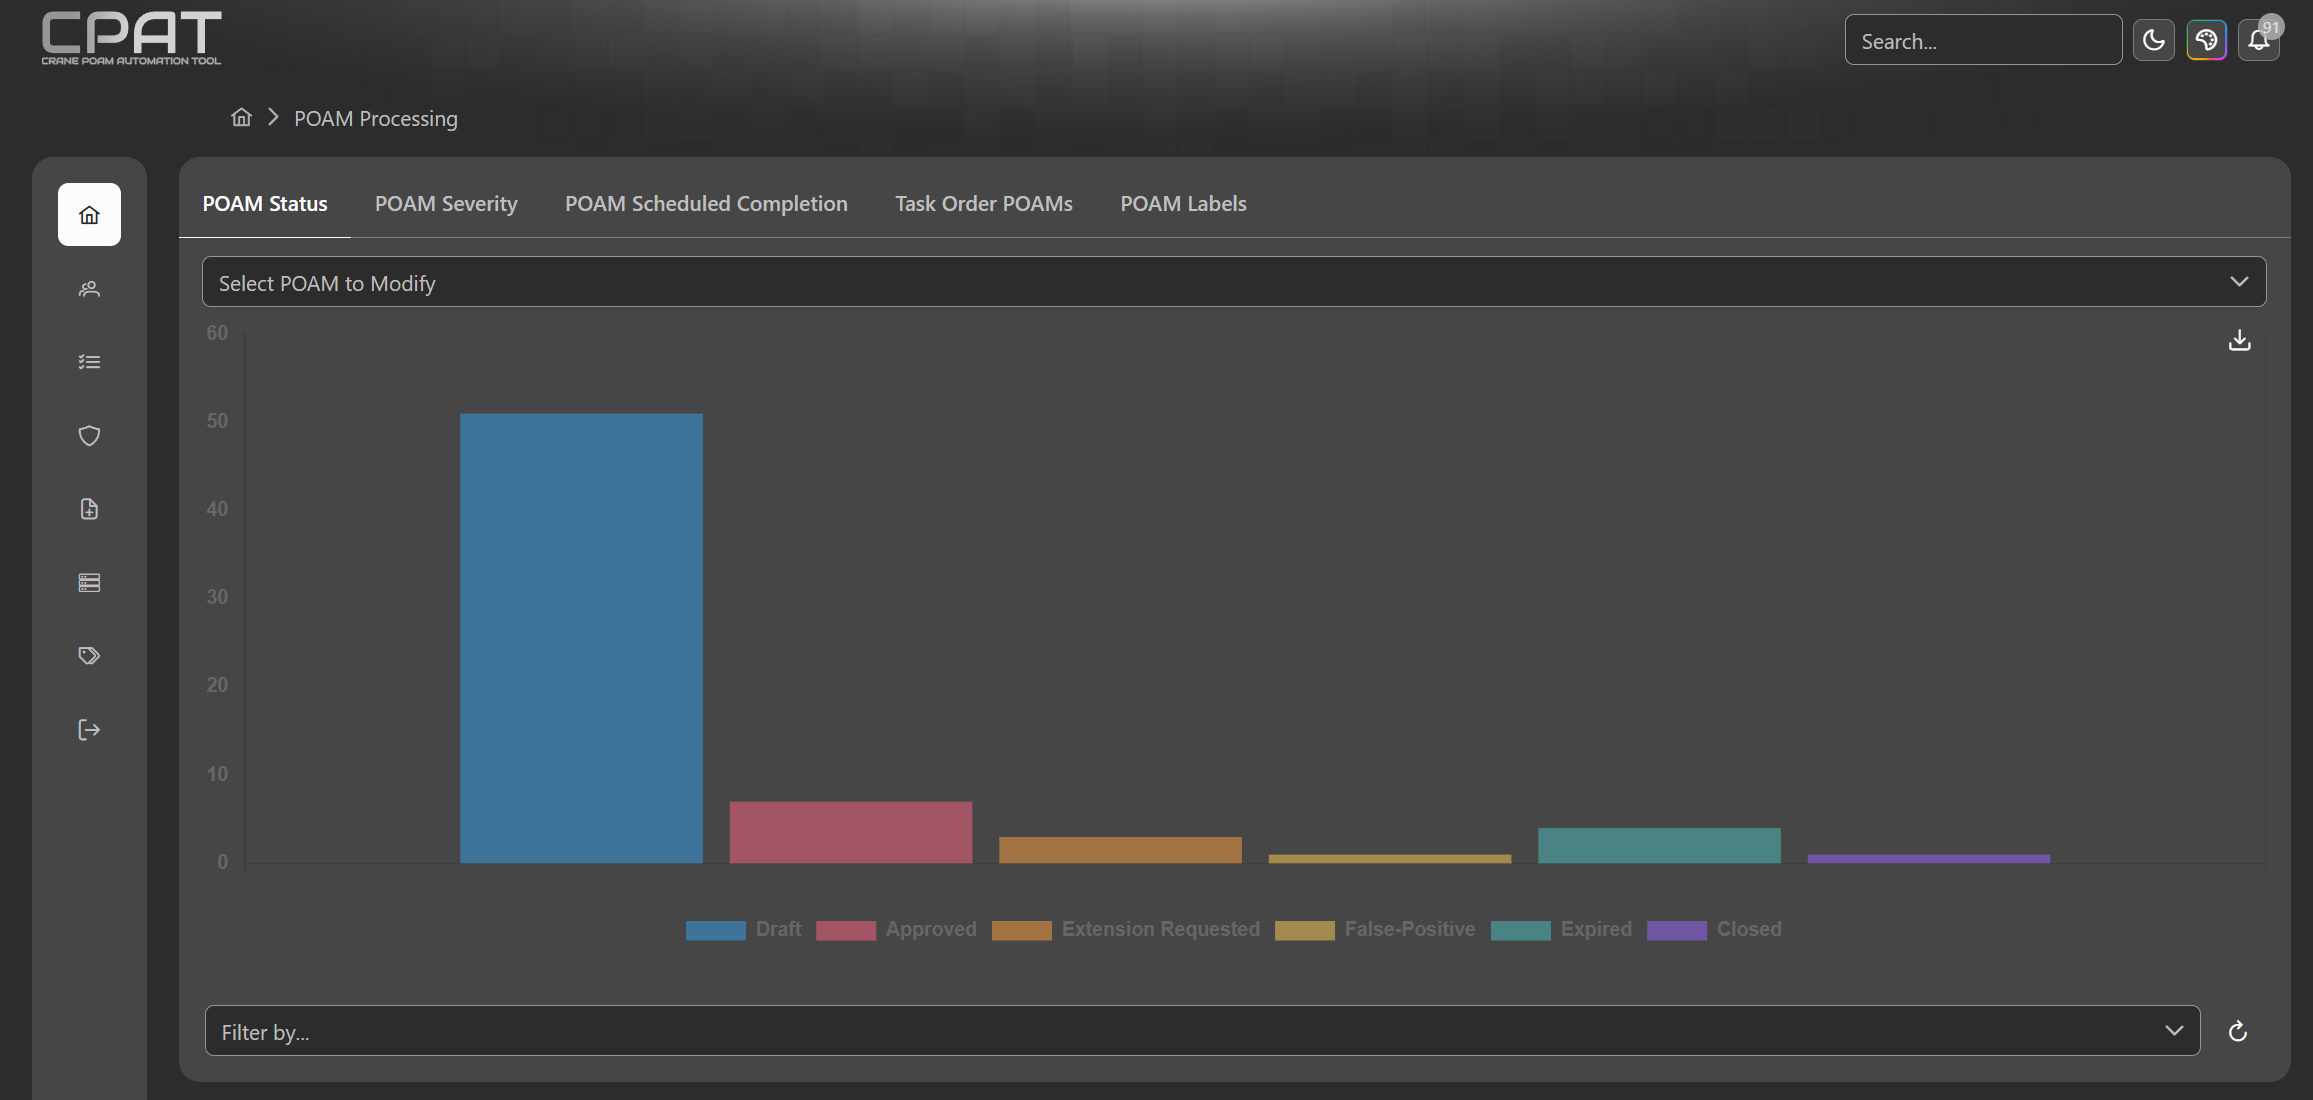 CPAT
CRANE POAM AUTOMATION TOOL
Search...
91
POAM Processing
POAM Status POAM Severity POAM Scheduled Completion Task Order POAMs POAM Labels
Select POAM to Modify
60
50
40
30
20
10
0
Draft Approved Extension Requested False-Positive Expired Closed
Filter by...